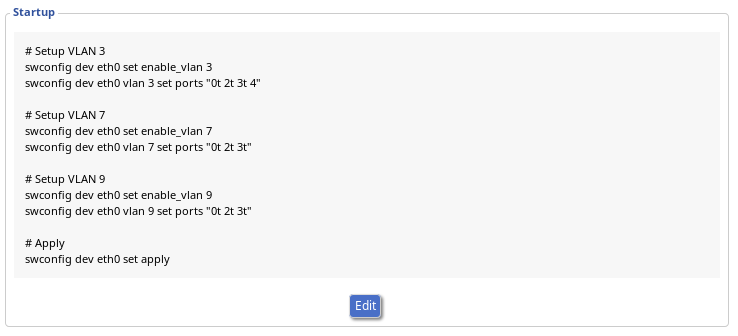 Startup
# Setup VLAN 3
swconfig dev eth0 set enable_vlan 3
swconfig dev eth0 vlan 3 set ports "0t 2t 3t 4"
# Setup VLAN 7
swconfig dev eth0 set enable_vlan 7
swconfig dev eth0 vlan 7 set ports "0t 2t 3t"
# Setup VLAN 9
swconfig dev eth0 set enable_vlan 9
swconfig dev eth0 vlan 9 set ports "0t 2t 3t"
# Apply
swconfig dev eth0 set apply
Edit